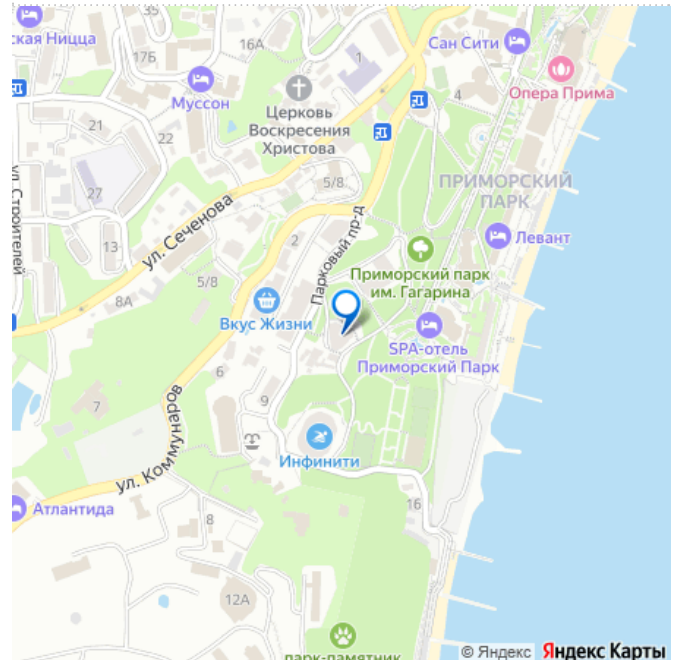 ская Ницца
17Б
16А
1
Сан Сити
Муссон
4
Опера Прима
Церковь
Воскресения
Христова
21
22
ул. Строителей
27
5/8
ПРИМОРСКИЙ
ПАРК
ул. Сеченова
13
2
Парковый пр-д
Левант
5/8
Приморский парк
им. Гагарина
8А
Вкус Жизни
SPA-отель
Приморский Парк
6
7
9
ул. Коммунаров
Инфинити
Атлантида
8
16
12А
парк-памятник
© Яндекс Яндекс Карты